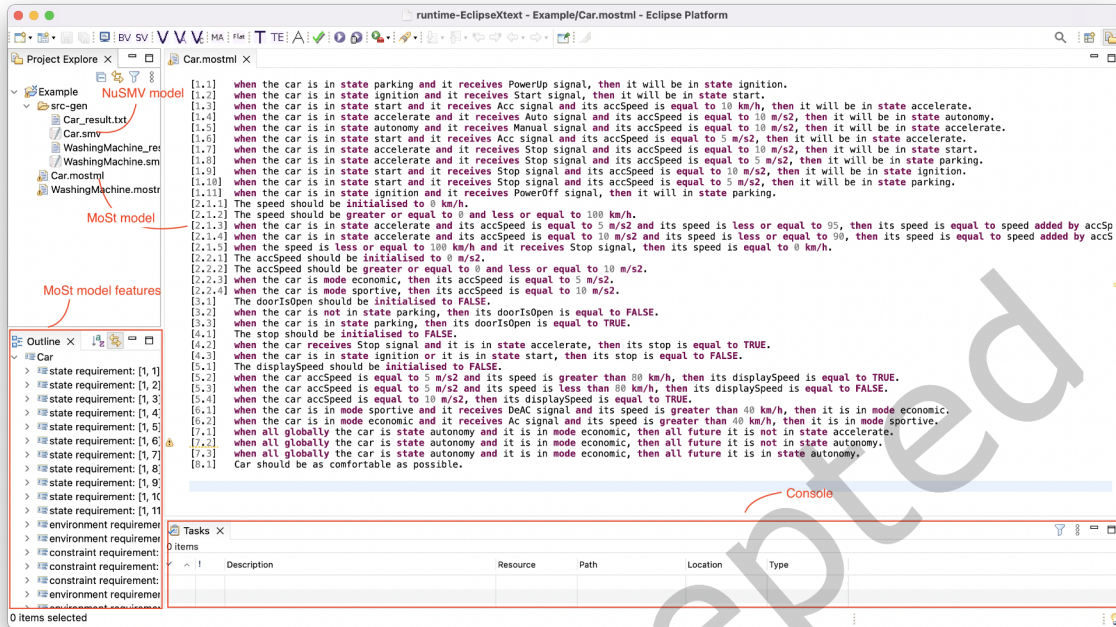 runtime-EclipseXtext - Example/Car.mostml - Eclipse Platform
BV SV V V V MA Flat T TE A
Project Explore
Car.mostml
Example
NuSMV model
src-gen
Car_result.txt
Car.smv
WashingMachine_res
WashingMachine.sm
Car.mostml
WashingMachine.mostm
MoSt model
MoSt model features
[1.1] when the car is in state parking and it receives PowerUp signal, then it will be in state ignition.
[1.2] when the car is in state ignition and it receives Start signal, then it will be in state start.
[1.3] when the car is in state start and it receives Acc signal and its accSpeed is equal to 10 km/h, then it will be in state accelerate.
[1.4] when the car is in state accelerate and it receives Auto signal and its accSpeed is equal to 10 m/s2, then it will be in state autonomy.
[1.5] when the car is in state autonomy and it receives Manual signal and its accSpeed is equal to 10 m/s2, then it will be in state accelerate.
[1.6] when the car is in state start and it receives Acc signal and its accSpeed is equal to 5 m/s2, then it will be in state accelerate.
[1.7] when the car is in state accelerate and it receives Stop signal and its accSpeed is equal to 10 m/s2, then it will be in state start.
[1.8] when the car is in state accelerate and it receives Stop signal and its accSpeed is equal to 5 m/s2, then it will be in state parking.
[1.9] when the car is in state start and it receives Stop signal and its accSpeed is equal to 10 m/s2, then it will be in state ignition.
[1.10] when the car is in state start and it receives Stop signal and its accSpeed is equal to 5 m/s2, then it will be in state parking.
[1.11] when the car is in state ignition and it receives PowerOff signal, then it will in state parking.
[2.1.1] The speed should be initialised to 0 km/h.
[2.1.2] The speed should be greater or equal to 0 and less or equal to 100 km/h.
[2.1.3] when the car is in state accelerate and its accSpeed is equal to 5 m/s2 and its speed is less or equal to 95, then its speed is equal to speed added by accSp
[2.1.4] when the car is in state accelerate and its accSpeed is equal to 10 m/s2 and its speed is less or equal to 90, then its speed is equal to speed added by accS
[2.1.5] when the speed is less or equal to 100 km/h and it receives Stop signal, then its speed is equal to 0 km/h.
[2.2.1] The accSpeed should be initialised to 0 m/s2.
[2.2.2] The accSpeed should be greater or equal to 0 and less or equal to 10 m/s2.
[2.2.3] when the car is mode economic, then its accSpeed is equal to 5 m/s2.
[2.2.4] when the car is mode sportive, then its accSpeed is equal to 10 m/s2.
[3.1] The doorIsOpen should be initialised to FALSE.
[3.2] when the car is not in state parking, then its doorIsOpen is equal to FALSE.
[3.3] when the car is in state parking, then its doorIsOpen is equal to TRUE.
[4.1] The stop should be initialised to FALSE.
[4.2] when the car receives Stop signal and it is in state accelerate, then its stop is equal to TRUE.
[4.3] when the car is in state ignition or it is in state start, then its stop is equal to FALSE.
[5.1] The displaySpeed should be initialised to FALSE.
[5.2] when the car accSpeed is equal to 5 m/s2 and its speed is greater than 80 km/h, then its displaySpeed is equal to TRUE.
[5.3] when the car accSpeed is equal to 5 m/s2 and its speed is less than 80 km/h, then its displaySpeed is equal to FALSE.
[5.4] when the car accSpeed is equal to 10 m/s2, then its displaySpeed is equal to TRUE.
[6.1] when the car is in mode sportive and it receives DeAC signal and its speed is greater than 40 km/h, then it is in mode economic.
[6.2] when the car is in mode economic and it receives Ac signal and its speed is greater than 40 km/h, then it is in mode sportive.
[7.1] when all globally the car is state autonomy and it is in mode economic, then all future it is not in state accelerate.
[7.2] when all globally the car is state autonomy and it is in mode economic, then all future it is not in state autonomy.
[7.3] when all globally the car is state autonomy and it is in mode economic, then all future it is in state autonomy.
[8.1] Car should be as comfortable as possible.
Outline
Car
state requirement: [1, 1]
state requirement: [1, 2]
state requirement: [1, 3]
state requirement: [1, 4]
state requirement: [1, 5]
state requirement: [1, 6]
state requirement: [1, 7]
state requirement: [1, 8]
state requirement: [1, 9]
state requirement: [1, 10
state requirement: [1, 11
environment requiremen
environment requiremen
constraint requirement:
constraint requirement:
constraint requirement:
environment requiremen
environment requiremen
Console
Tasks
0 items
! Description Resource Path Location Type
0 items selected
epted